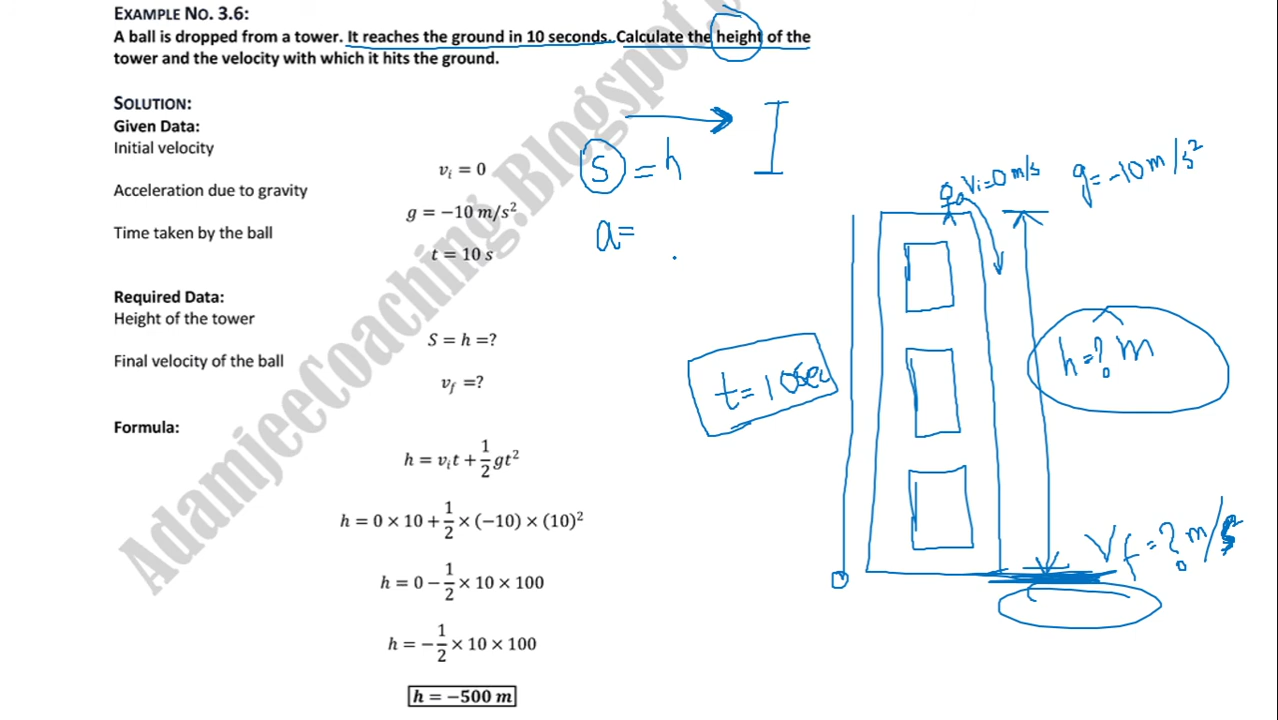 EXAMPLE NO. 3.6:
A ball is dropped from a tower. It reaches the ground in 10 seconds. Calculate the height of the
tower and the velocity with which it hits the ground.
SOLUTION:
Given Data:
Initial velocity
vᵢ = 0
Acceleration due to gravity
g = −10 m/s²
Time taken by the ball
t = 10 s
Required Data:
Height of the tower
S = h =?
Final velocity of the ball
v_f =?
Formula:
h = vᵢt + 1/2 gt²
h = 0 × 10 + 1/2 × (−10) × (10)²
h = 0 − 1/2 × 10 × 100
h = − 1/2 × 10 × 100
h = −500 m
S = h
a =
Vi=0 m/s
g = -10 m/s²
t = 10sec
h = ? m
Vf = ? m/s
AdamjeeCoaching.Blogspot.